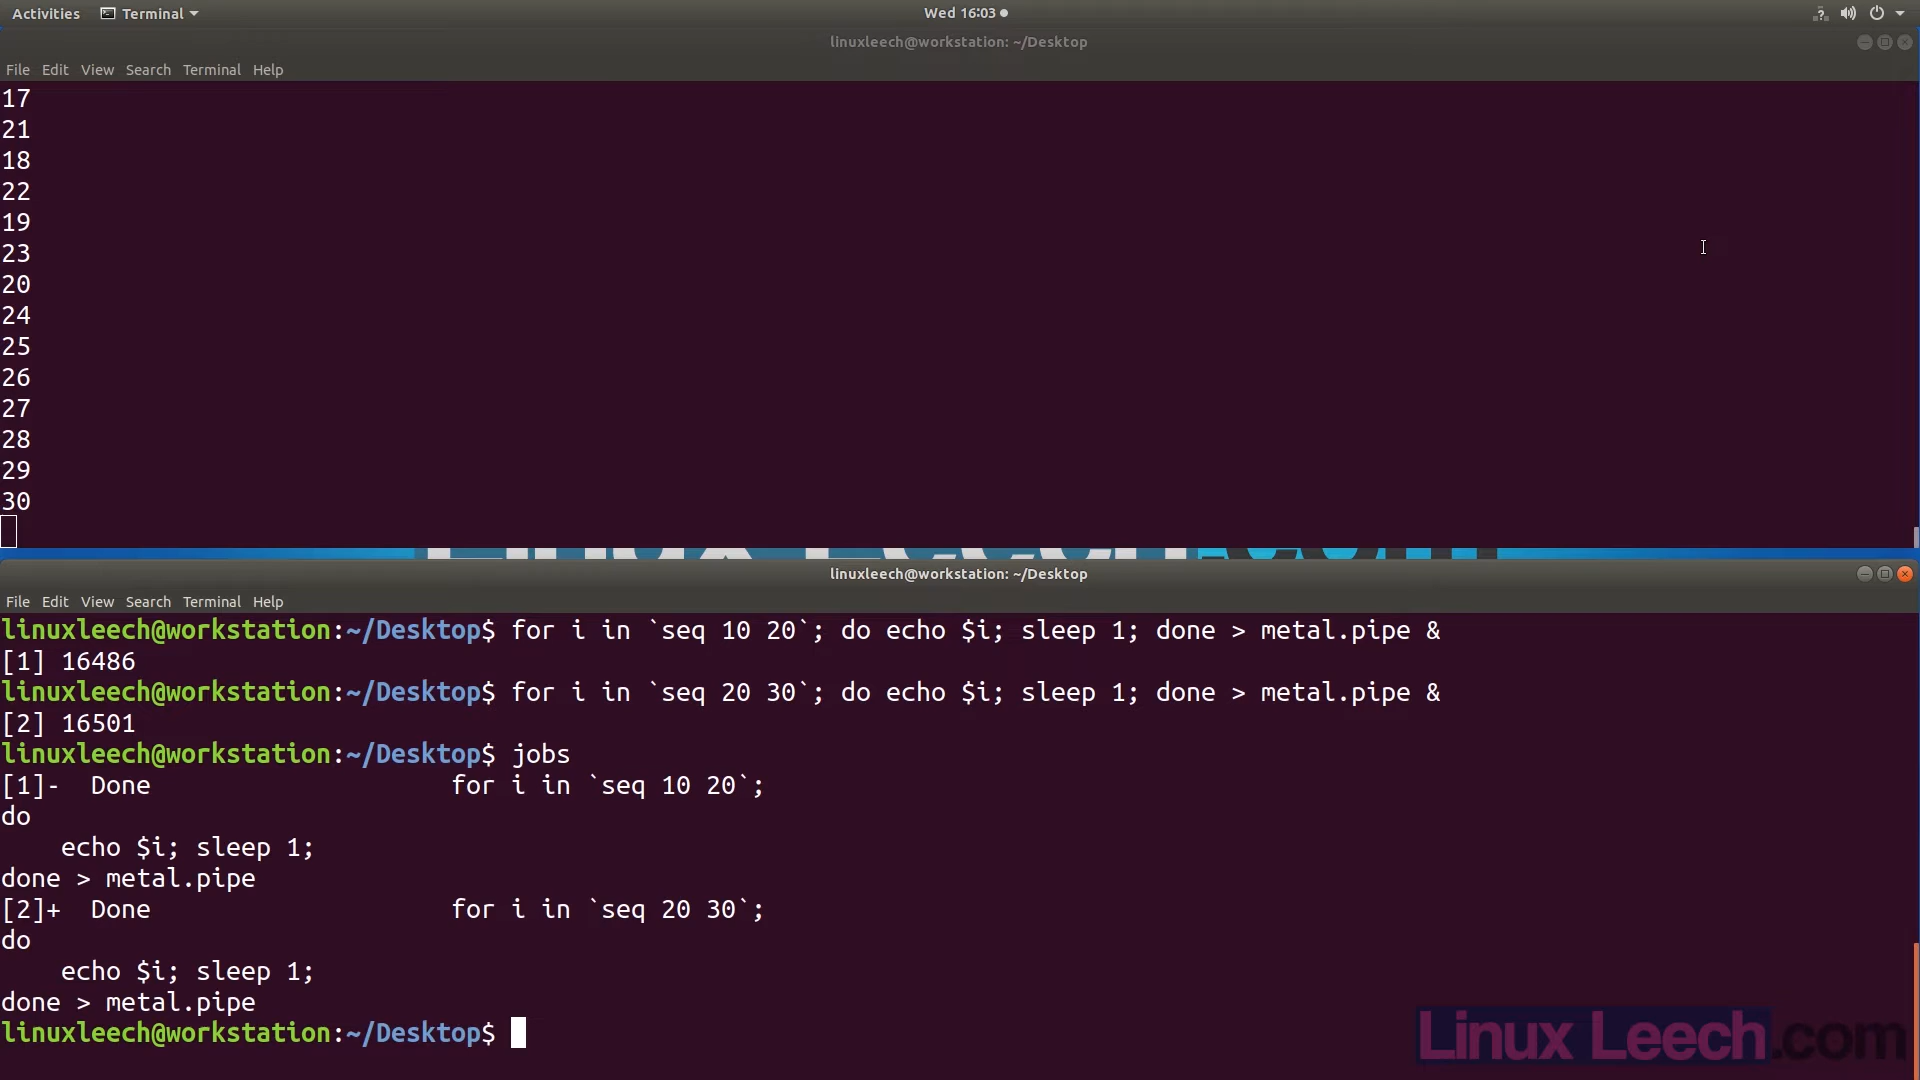 Activities Terminal Wed 16:03
linuxleech@workstation: ~/Desktop
File Edit View Search Terminal Help
17
21
18
22
19
23
20
24
25
26
27
28
29
30
linuxleech@workstation: ~/Desktop
File Edit View Search Terminal Help
linuxleech@workstation:~/Desktop$ for i in `seq 10 20`; do echo $i; sleep 1; done > metal.pipe &
[1] 16486
linuxleech@workstation:~/Desktop$ for i in `seq 20 30`; do echo $i; sleep 1; done > metal.pipe &
[2] 16501
linuxleech@workstation:~/Desktop$ jobs
[1]-  Done                    for i in `seq 10 20`;
do
    echo $i; sleep 1;
done > metal.pipe
[2]+  Done                    for i in `seq 20 30`;
do
    echo $i; sleep 1;
done > metal.pipe
linuxleech@workstation:~/Desktop$
Linux Leech.com